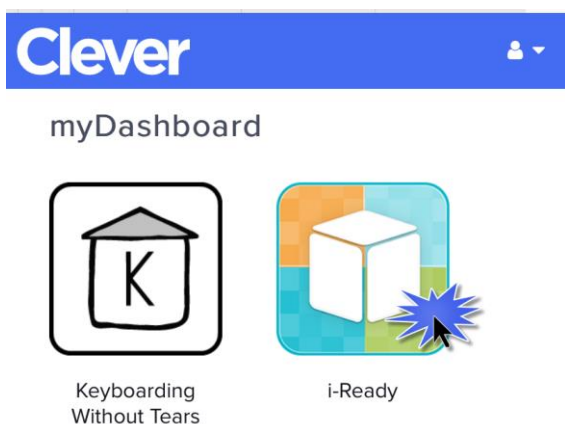 Clever
myDashboard
K
Keyboarding
Without Tears
i-Ready